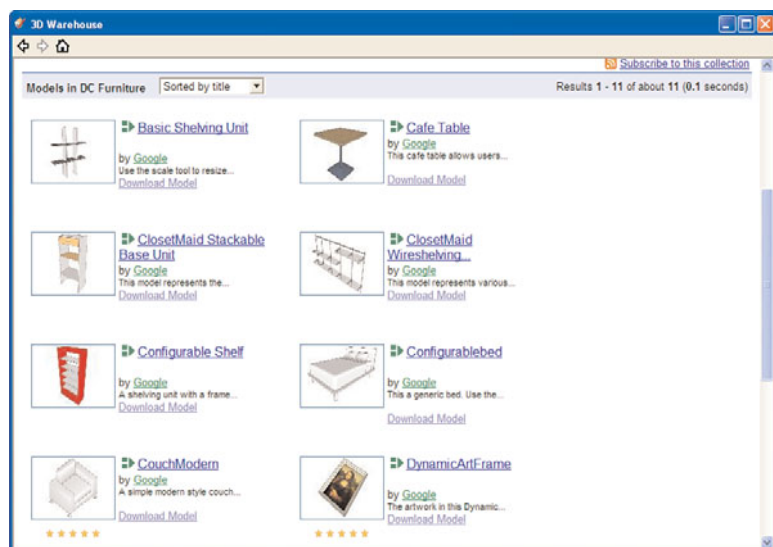 3D Warehouse
Subscribe to this collection
Models in DC Furniture Sorted by title Results 1 - 11 of about 11 (0.1 seconds)
Basic Shelving Unit
by Google
Use the scale tool to resize...
Download Model
Cafe Table
by Google
This cafe table allows users...
Download Model
ClosetMaid Stackable
Base Unit
by Google
This model represents the...
Download Model
ClosetMaid
Wireshelving...
by Google
This model represents various...
Download Model
Configurable Shelf
by Google
A shelving unit with a frame...
Download Model
Configurablebed
by Google
This a generic bed. Use the...
Download Model
CouchModern
by Google
A simple modern style couch...
Download Model
DynamicArtFrame
by Google
The artwork in this Dynamic...
Download Model